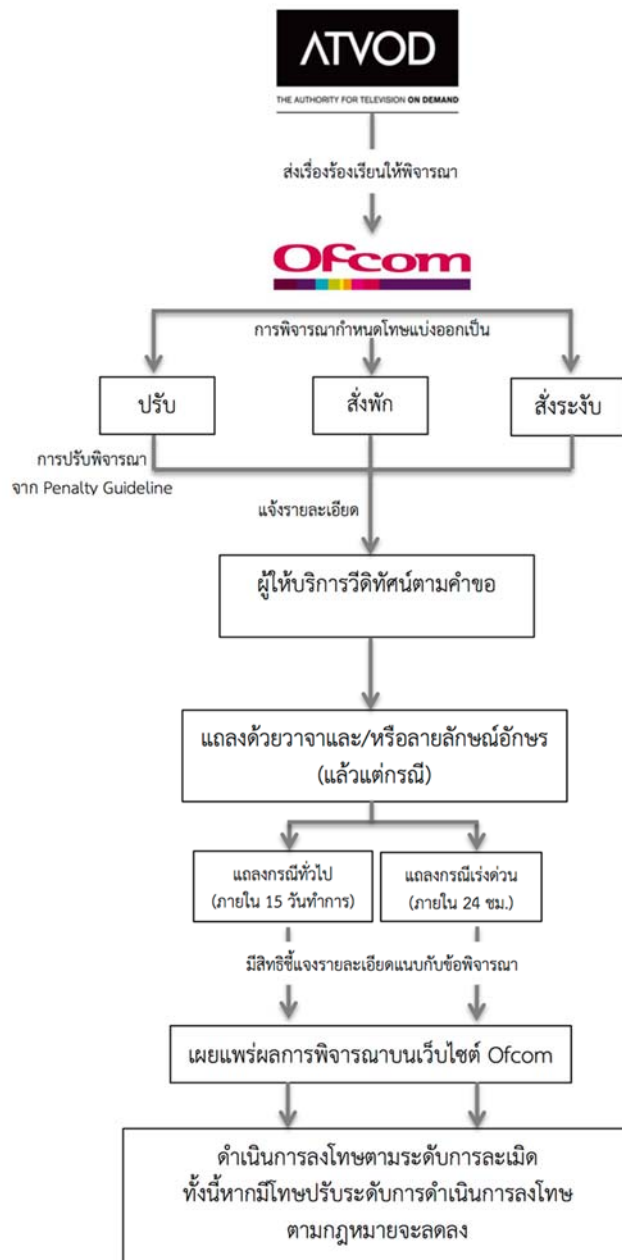 ATVOD
THE AUTHORITY FOR TELEVISION ON DEMAND
ส่งเรื่องร้องเรียนให้พิจารณา
Ofcom
การพิจารณากำหนดโทษแบ่งออกเป็น
ปรับ
สั่งพัก
สั่งระงับ
การปรับพิจารณา
จาก Penalty Guideline
แจ้งรายละเอียด
ผู้ให้บริการวีดิทัศน์ตามคำขอ
แถลงด้วยวาจาและ/หรือลายลักษณ์อักษร
(แล้วแต่กรณี)
แถลงกรณีทั่วไป
(ภายใน 15 วันทำการ)
แถลงกรณีเร่งด่วน
(ภายใน 24 ชม.)
มีสิทธิชี้แจงรายละเอียดแนบกับข้อพิจารณา
เผยแพร่ผลการพิจารณาบนเว็บไซต์ Ofcom
ดำเนินการลงโทษตามระดับการละเมิด
ทั้งนี้หากมีโทษปรับระดับการดำเนินการลงโทษ
ตามกฎหมายจะลดลง